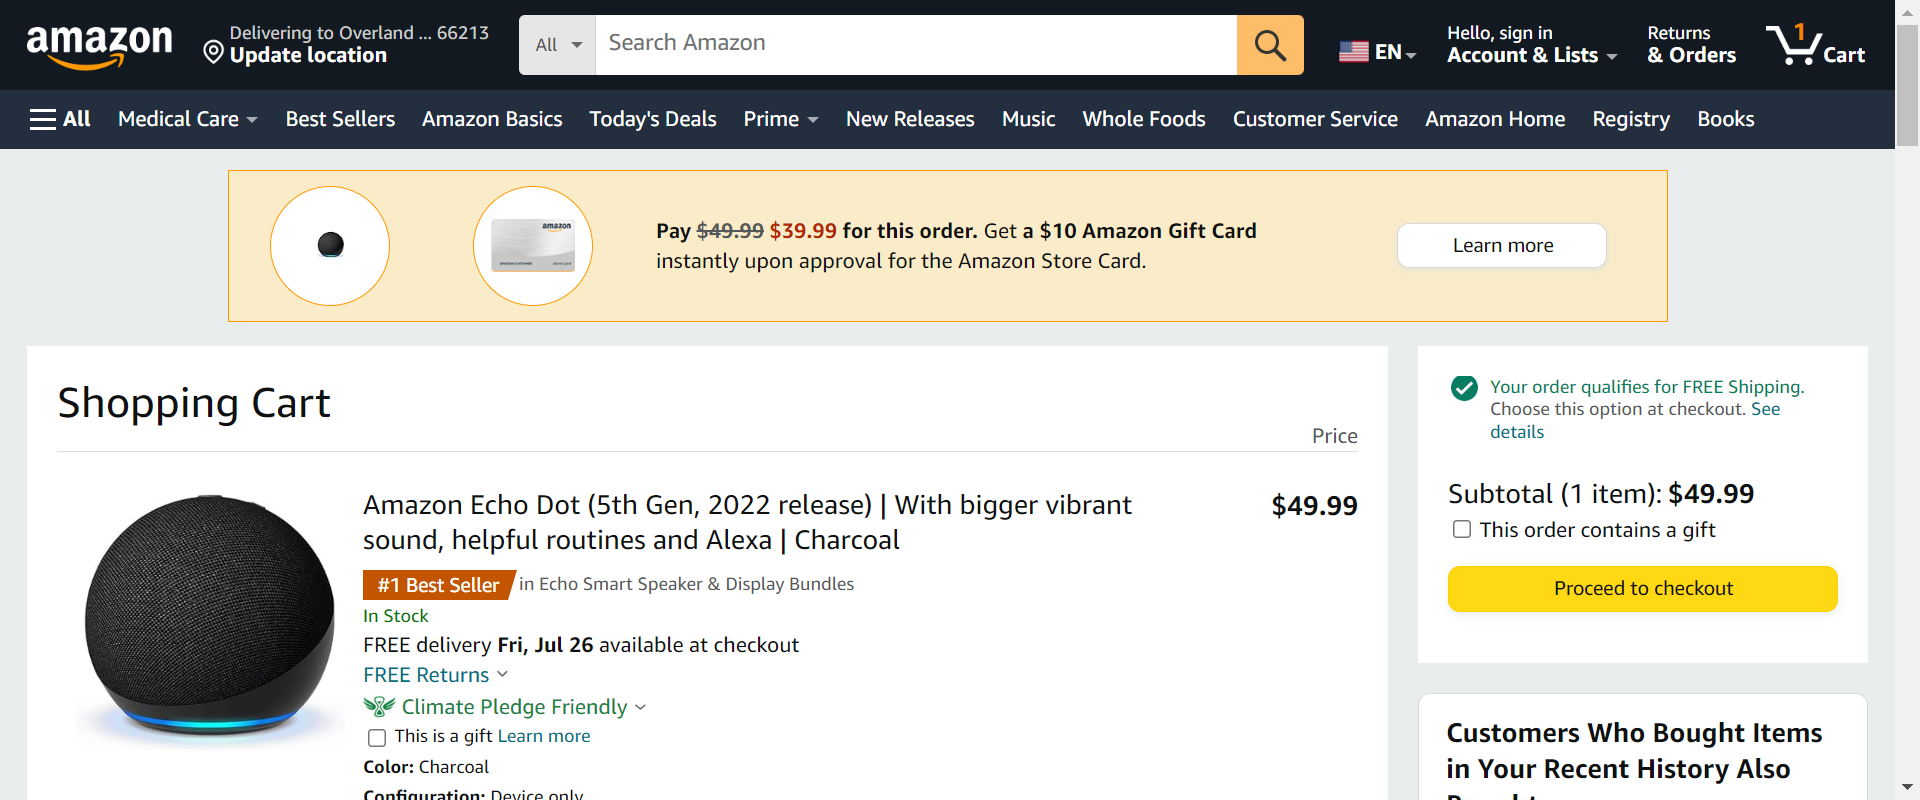 amazon
Delivering to Overland ... 66213
Update location
All
Search Amazon
EN
Hello, sign in
Account & Lists
Returns
& Orders
1
Cart
All
Medical Care
Best Sellers
Amazon Basics
Today's Deals
Prime
New Releases
Music
Whole Foods
Customer Service
Amazon Home
Registry
Books
amazon
Pay $49.99 $39.99 for this order. Get a $10 Amazon Gift Card
instantly upon approval for the Amazon Store Card.
Learn more
Shopping Cart
Price
Amazon Echo Dot (5th Gen, 2022 release) | With bigger vibrant
sound, helpful routines and Alexa | Charcoal
$49.99
#1 Best Seller in Echo Smart Speaker & Display Bundles
In Stock
FREE delivery Fri, Jul 26 available at checkout
FREE Returns
Climate Pledge Friendly
This is a gift Learn more
Color: Charcoal
Configuration: Device only
Your order qualifies for FREE Shipping.
Choose this option at checkout. See
details
Subtotal (1 item): $49.99
This order contains a gift
Proceed to checkout
Customers Who Bought Items
in Your Recent History Also